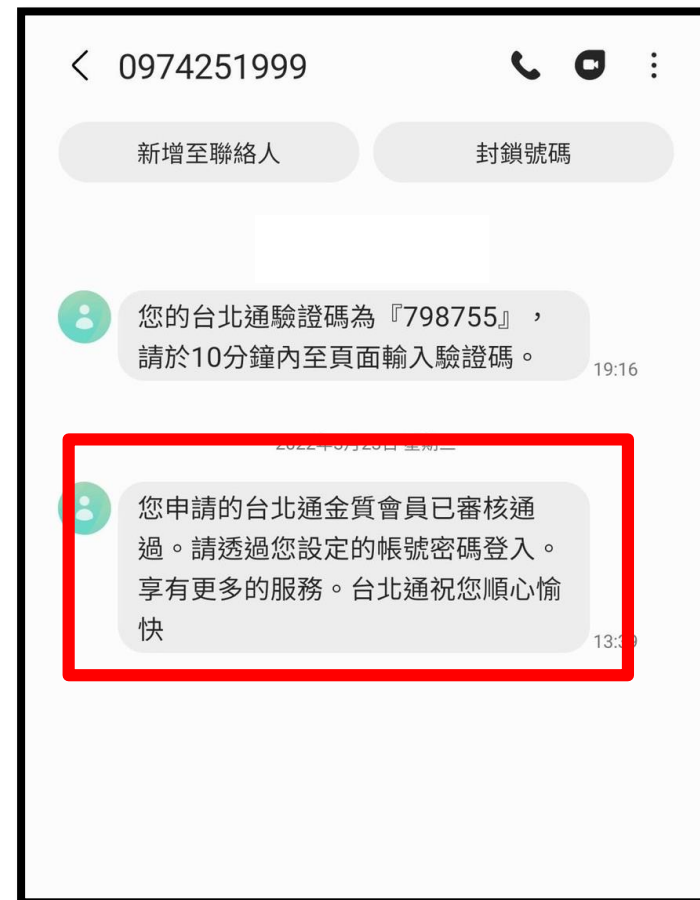 0974251999
新增至聯絡人
封鎖號碼
您的台北通驗證碼為『798755』，
請於10分鐘內至頁面輸入驗證碼。
19:16
您申請的台北通金質會員已審核通
過。請透過您設定的帳號密碼登入。
享有更多的服務。台北通祝您順心愉
快